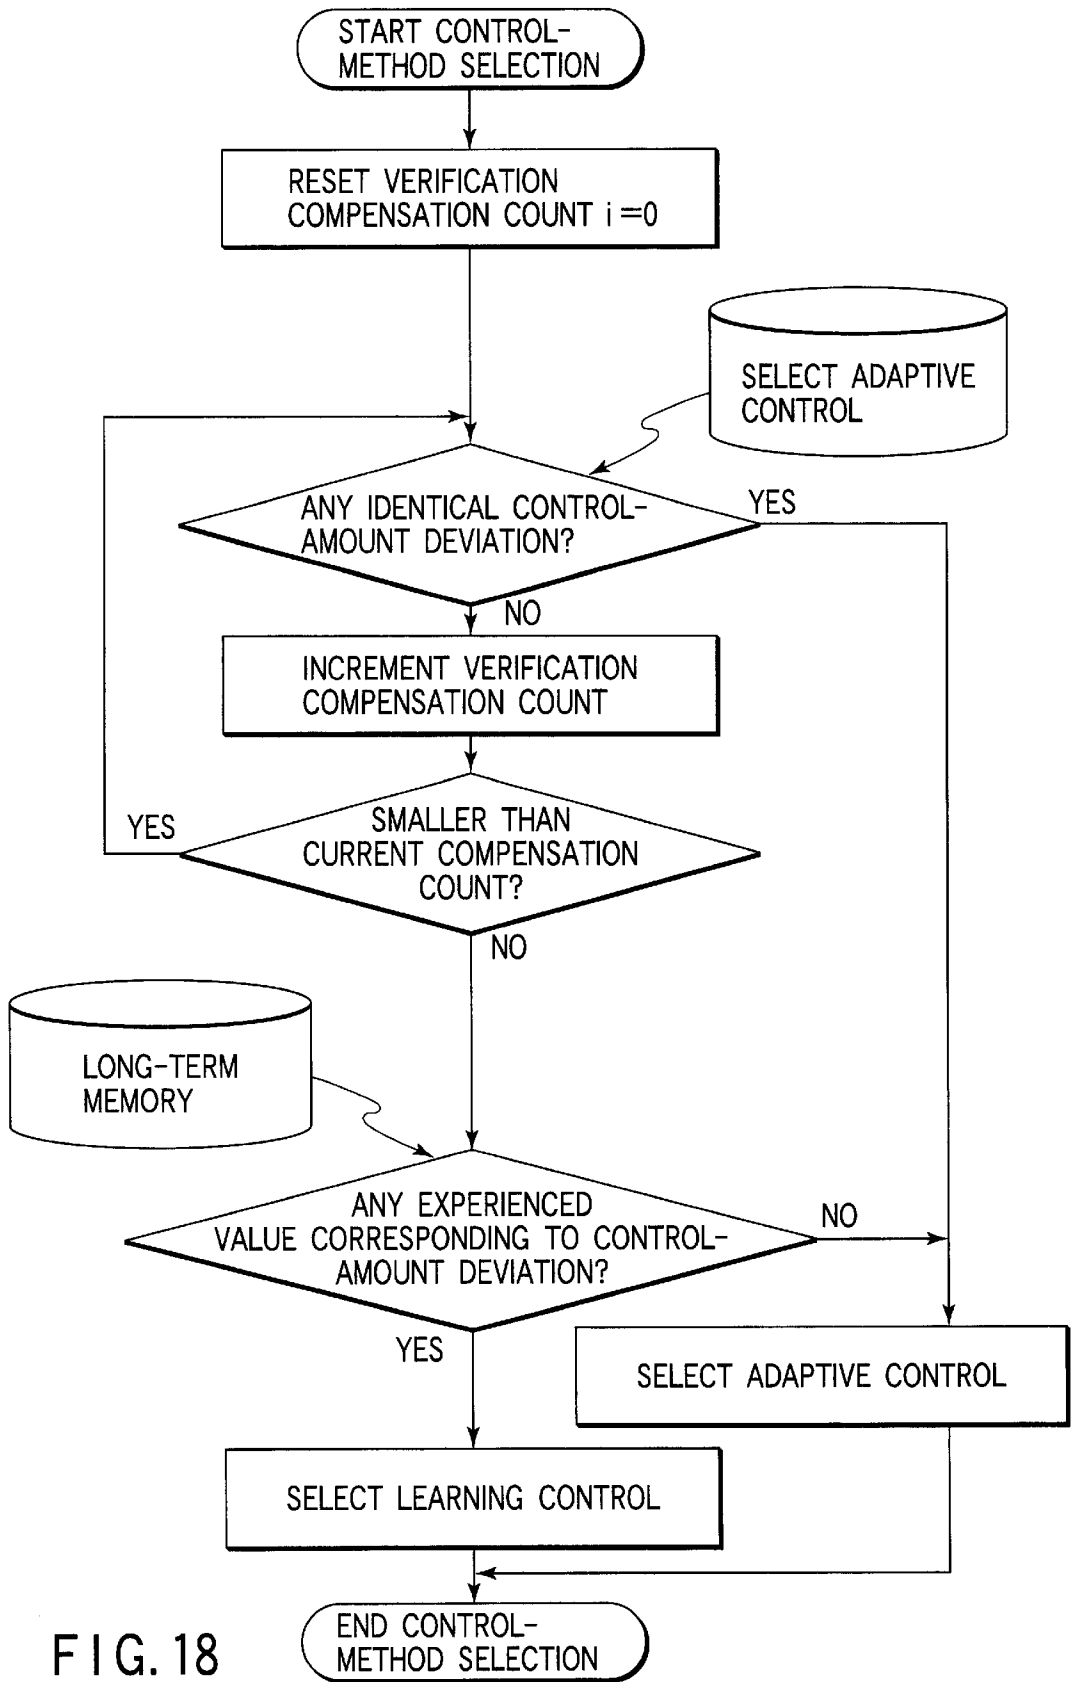 START CONTROL-
METHOD SELECTION
RESET VERIFICATION
COMPENSATION COUNT i=0
SELECT ADAPTIVE
CONTROL
ANY IDENTICAL CONTROL-
AMOUNT DEVIATION?
YES
NO
INCREMENT VERIFICATION
COMPENSATION COUNT
SMALLER THAN
CURRENT COMPENSATION
COUNT?
YES
NO
LONG-TERM
MEMORY
ANY EXPERIENCED
VALUE CORRESPONDING TO CONTROL-
AMOUNT DEVIATION?
NO
YES
SELECT ADAPTIVE CONTROL
SELECT LEARNING CONTROL
END CONTROL-
METHOD SELECTION
FIG. 18